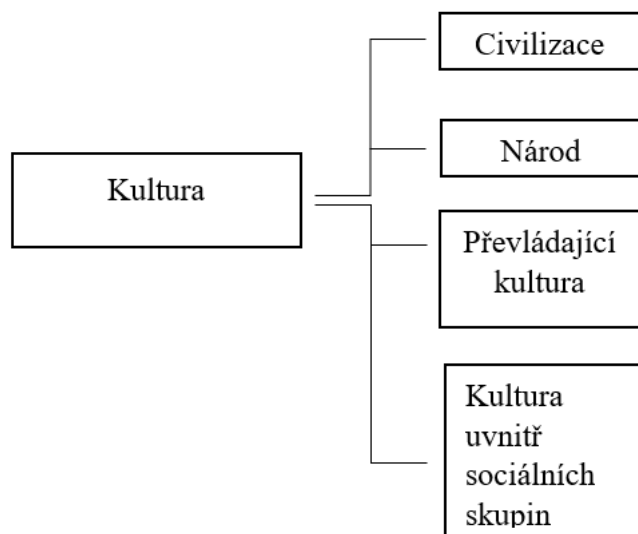 Civilizace
Národ
Kultura
Převládající
kultura
Kultura
uvnitř
sociálních
skupin